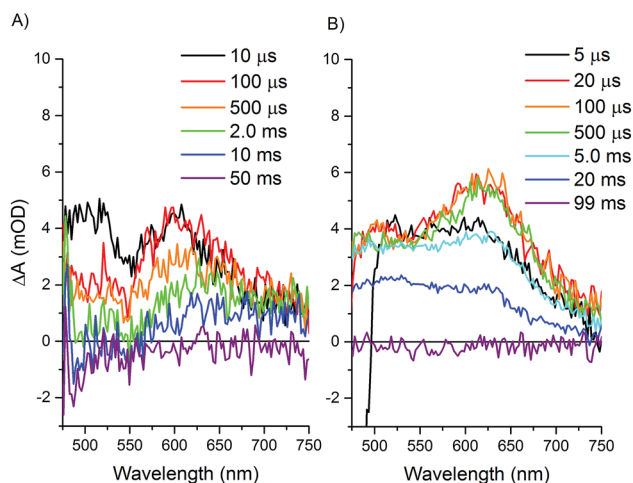 A)
10 μs
100 μs
500 μs
2.0 ms
10 ms
50 ms
10
8
6
4
2
0
-2
ΔA (mOD)
500 550 600 650 700 750
Wavelength (nm)
B)
5 μs
20 μs
100 μs
500 μs
5.0 ms
20 ms
99 ms
10
8
6
4
2
0
-2
500 550 600 650 700 750
Wavelength (nm)